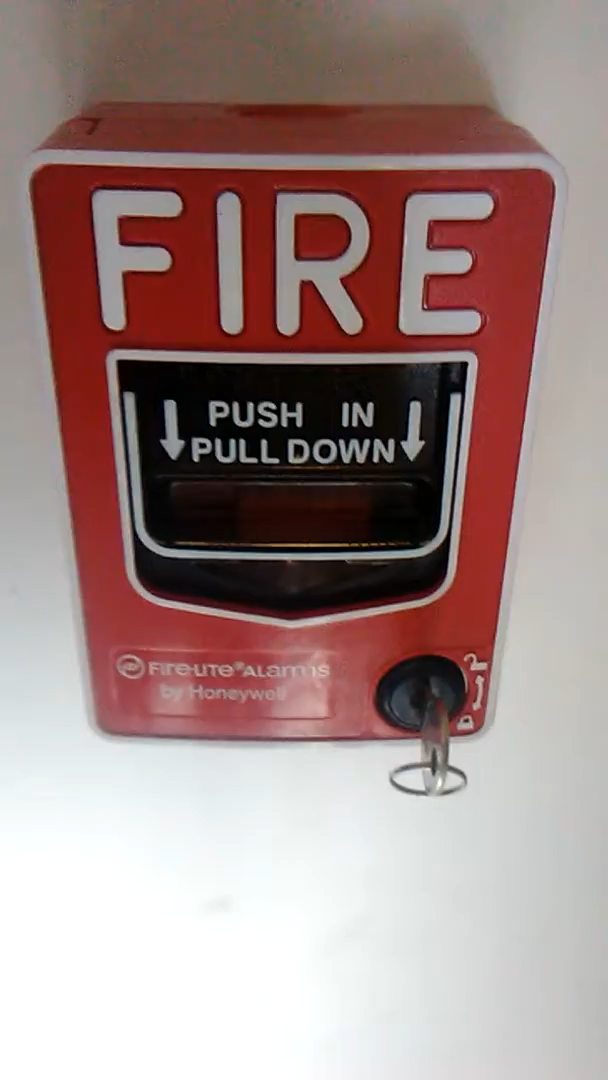 FIRE
PUSH IN
PULL DOWN
FIRE-LITE® ALARMS
by Honeywell